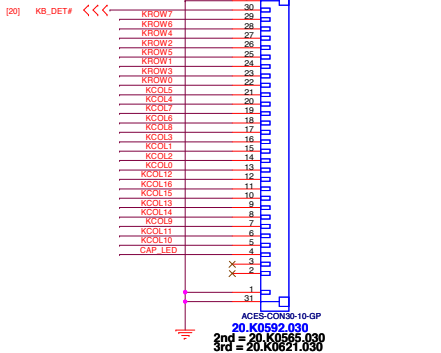 [20] KB_DET# 30
KROW7 29
KROW6 28
KROW4 27
KROW2 26
KROW5 25
KROW1 24
KROW3 23
KROW0 22
KCOL5 21
KCOL4 20
KCOL7 19
KCOL6 18
KCOL8 17
KCOL3 16
KCOL1 15
KCOL2 14
KCOL0 13
KCOL12 12
KCOL16 11
KCOL15 10
KCOL13 9
KCOL14 8
KCOL9 7
KCOL11 6
KCOL10 5
CAP_LED 4
3
2
1
31
ACES-CON30-10-GP
20.K0592.030
2nd = 20.K0565.030
3rd = 20.K0621.030